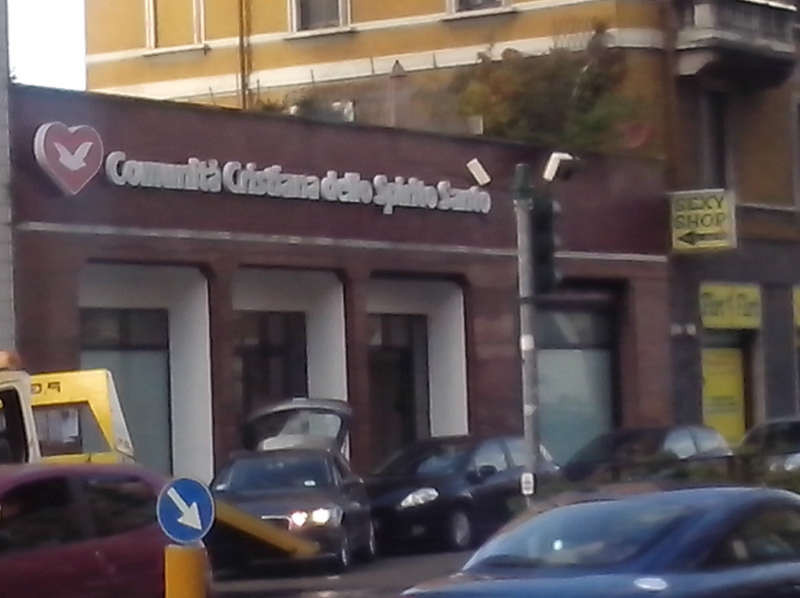 Comunità Cristiana dello Spirito Santo
SEXY
SHOP